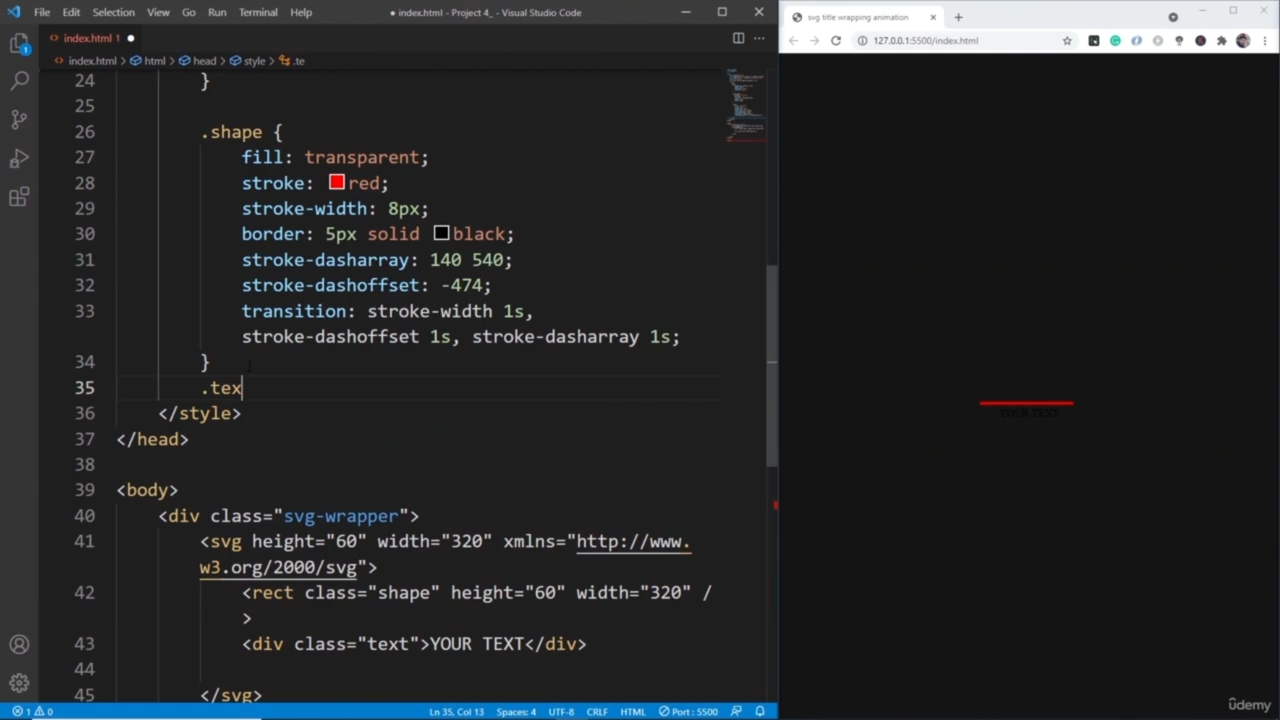 File Edit Selection View Go Run Terminal Help
● index.html - Project 4_ - Visual Studio Code
index.html 1 ●
index.html > html > head > style > .te
24 }
25
26 .shape {
27 fill: transparent;
28 stroke: red;
29 stroke-width: 8px;
30 border: 5px solid black;
31 stroke-dasharray: 140 540;
32 stroke-dashoffset: -474;
33 transition: stroke-width 1s,
stroke-dashoffset 1s, stroke-dasharray 1s;
34 }
35 .tex
36 </style>
37 </head>
38
39 <body>
40 <div class="svg-wrapper">
41 <svg height="60" width="320" xmlns="http://www.
w3.org/2000/svg">
42 <rect class="shape" height="60" width="320" /
>
43 <div class="text">YOUR TEXT</div>
44
45 </svg>
1 0 Ln 35, Col 13 Spaces: 4 UTF-8 CRLF HTML Port : 5500
svg title wrapping animation
127.0.0.1:5500/index.html
YOUR TEXT
ûdemy